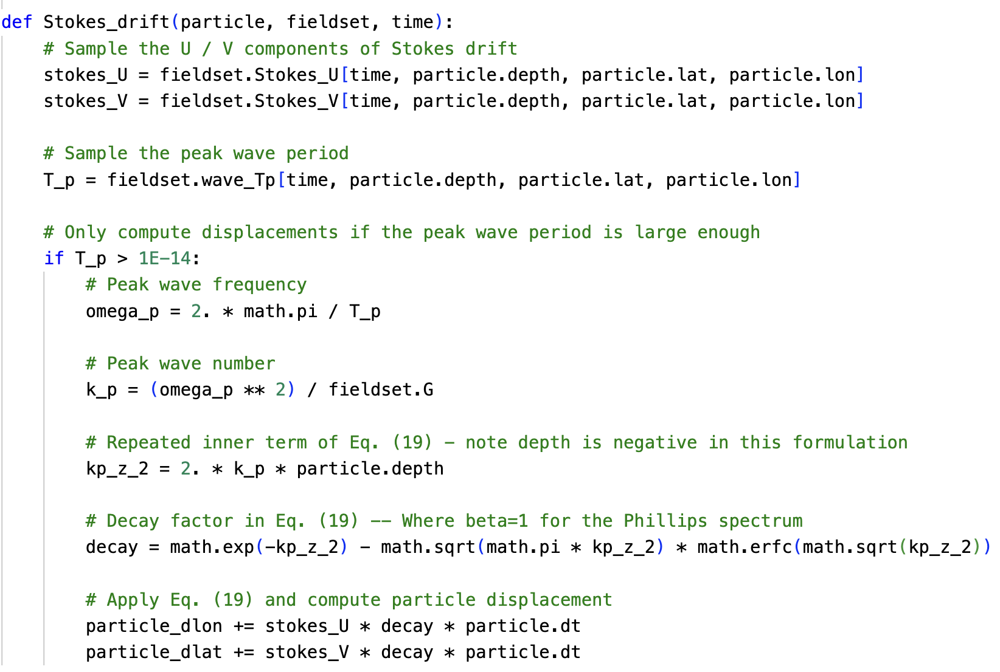 def Stokes_drift(particle, fieldset, time):
    # Sample the U / V components of Stokes drift
    stokes_U = fieldset.Stokes_U[time, particle.depth, particle.lat, particle.lon]
    stokes_V = fieldset.Stokes_V[time, particle.depth, particle.lat, particle.lon]

    # Sample the peak wave period
    T_p = fieldset.wave_Tp[time, particle.depth, particle.lat, particle.lon]

    # Only compute displacements if the peak wave period is large enough
    if T_p > 1E-14:
        # Peak wave frequency
        omega_p = 2. * math.pi / T_p

        # Peak wave number
        k_p = (omega_p ** 2) / fieldset.G

        # Repeated inner term of Eq. (19) - note depth is negative in this formulation
        kp_z_2 = 2. * k_p * particle.depth

        # Decay factor in Eq. (19) -- Where beta=1 for the Phillips spectrum
        decay = math.exp(-kp_z_2) - math.sqrt(math.pi * kp_z_2) * math.erfc(math.sqrt(kp_z_2))

        # Apply Eq. (19) and compute particle displacement
        particle_dlon += stokes_U * decay * particle.dt
        particle_dlat += stokes_V * decay * particle.dt